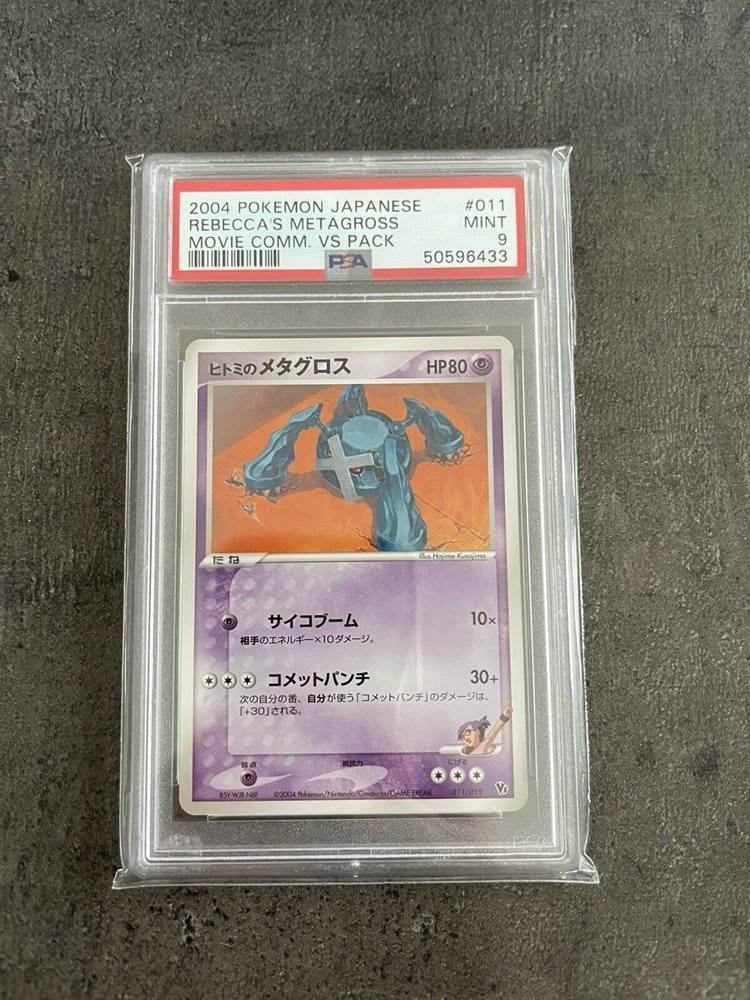 2004 POKEMON JAPANESE #011
REBECCA'S METAGROSS MINT
MOVIE COMM. VS PACK 9
PSA 50596433
ヒトミのメタグロス HP80
たね Illus. Hajime Kusajima
サイコブーム 10×
相手のエネルギー×10ダメージ。
コメットパンチ 30+
次の自分の番、自分が使う「コメットパンチ」のダメージは、
「+30」される。
弱点 抵抗力 にげる
B5Y-WJ8-NBF ©2004 Pokémon/Nintendo/Creatures/GAME FREAK 011/019 Vs